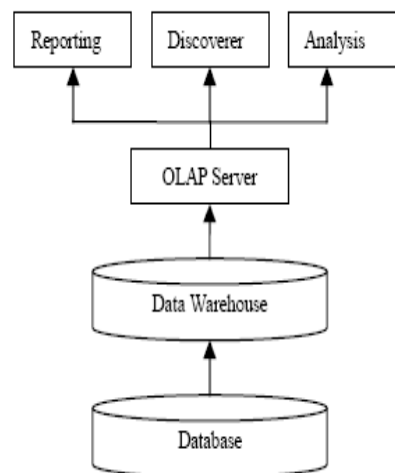 Reporting
Discoverer
Analysis
OLAP Server
Data Warehouse
Database